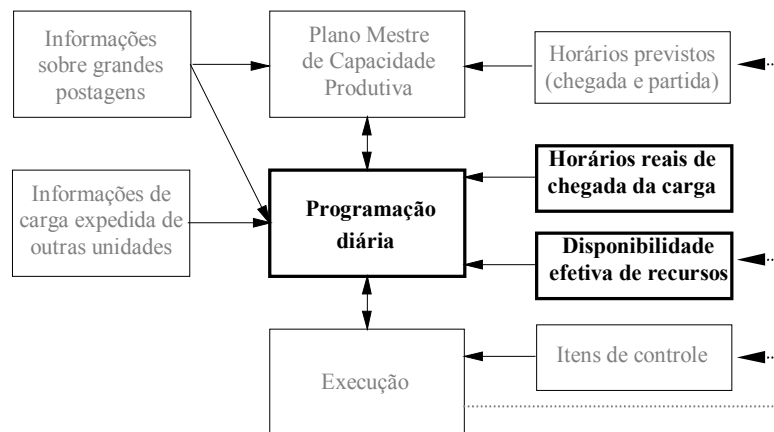 Informações
sobre grandes
postagens
Plano Mestre
de Capacidade
Produtiva
Horários previstos
(chegada e partida)
Informações de
carga expedida de
outras unidades
Programação
diária
Horários reais de
chegada da carga
Disponibilidade
efetiva de recursos
Execução
Itens de controle